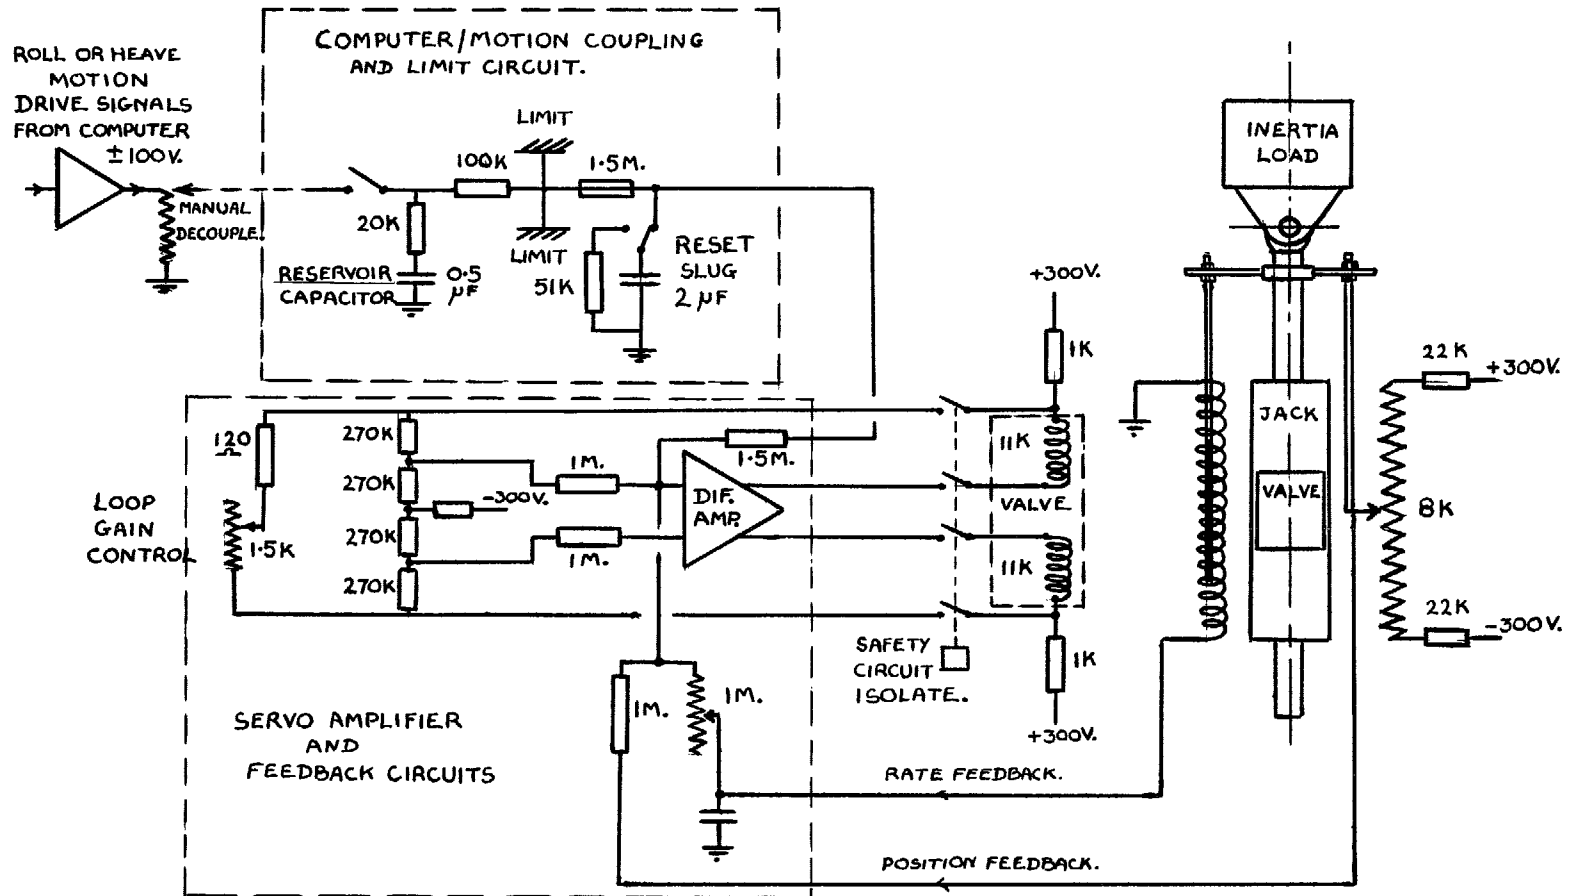 COMPUTER/MOTION COUPLING
AND LIMIT CIRCUIT.
ROLL OR HEAVE
MOTION
DRIVE SIGNALS
FROM COMPUTER
±100V.
MANUAL
DECOUPLE.
LIMIT
100K
1·5M.
20K
RESERVOIR
CAPACITOR
0·5
µF
LIMIT
51K
RESET
SLUG
2 µF
+300V.
1K
INERTIA
LOAD
22K
+300V.
JACK
VALVE
8K
22K
-300V.
120
Ω
270K
270K
270K
270K
-300V.
1M.
1M.
1·5M.
DIF.
AMP.
11K
VALVE
11K
LOOP
GAIN
CONTROL
1·5K
SAFETY
CIRCUIT
ISOLATE.
1K
+300V.
SERVO AMPLIFIER
AND
FEEDBACK CIRCUITS
1M.
1M.
RATE FEEDBACK.
POSITION FEEDBACK.